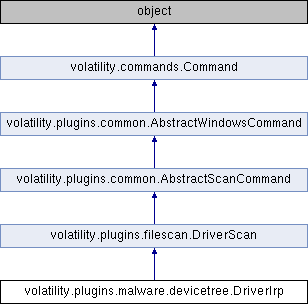 object
volatility.commands.Command
volatility.plugins.common.AbstractWindowsCommand
volatility.plugins.common.AbstractScanCommand
volatility.plugins.filescan.DriverScan
volatility.plugins.malware.devicetree.DriverIrp